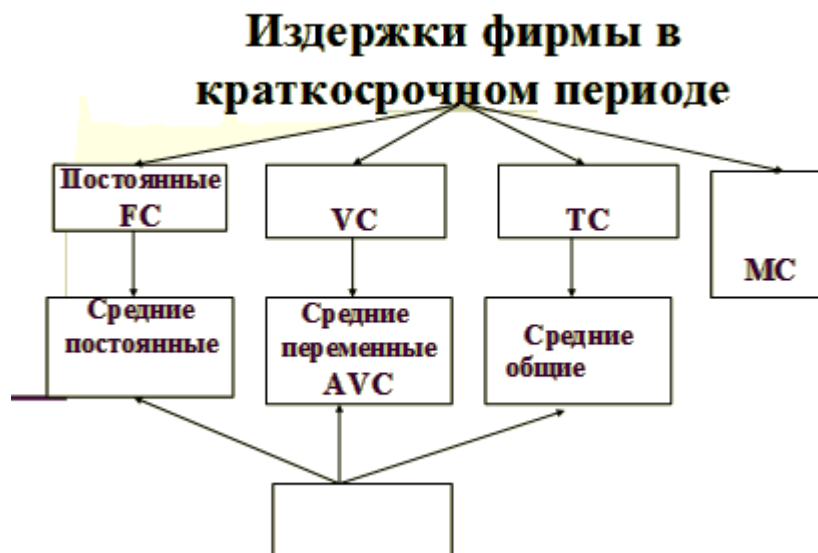 Издержки фирмы в
краткосрочном периоде
Постоянные
FC
VC
TC
MC
Средние
постоянные
Средние
переменные
AVC
Средние
общие